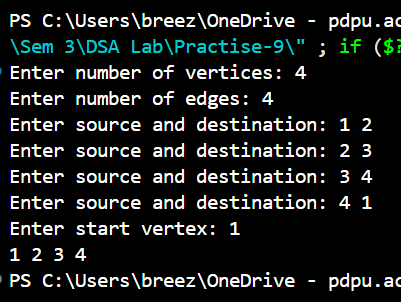 PS C:\Users\breez\OneDrive - pdpu.ac
\Sem 3\DSA Lab\Practise-9\" ; if ($?
Enter number of vertices: 4
Enter number of edges: 4
Enter source and destination: 1 2
Enter source and destination: 2 3
Enter source and destination: 3 4
Enter source and destination: 4 1
Enter start vertex: 1
1 2 3 4
PS C:\Users\breez\OneDrive - pdpu.ac